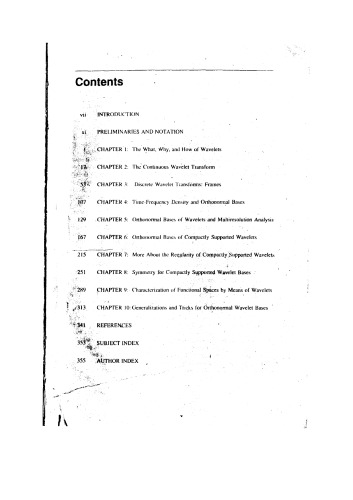 Contents
vii INTRODUCTION
xi PRELIMINARIES AND NOTATION
1 CHAPTER 1: The What, Why, and How of Wavelets
17 CHAPTER 2: The Continuous Wavelet Transform
53 CHAPTER 3: Discrete Wavelet Transforms: Frames
107 CHAPTER 4: Time-Frequency Density and Orthonormal Bases
129 CHAPTER 5: Orthonormal Bases of Wavelets and Multiresolution Analysis
167 CHAPTER 6: Orthonormal Bases of Compactly Supported Wavelets
215 CHAPTER 7: More About the Regularity of Compactly Supported Wavelets
251 CHAPTER 8: Symmetry for Compactly Supported Wavelet Bases
289 CHAPTER 9: Characterization of Functional Spaces by Means of Wavelets
313 CHAPTER 10 Generalizations and Tricks for Orthonormal Wavelet Bases
341 REFERENCES
353 SUBJECT INDEX
355 AUTHOR INDEX